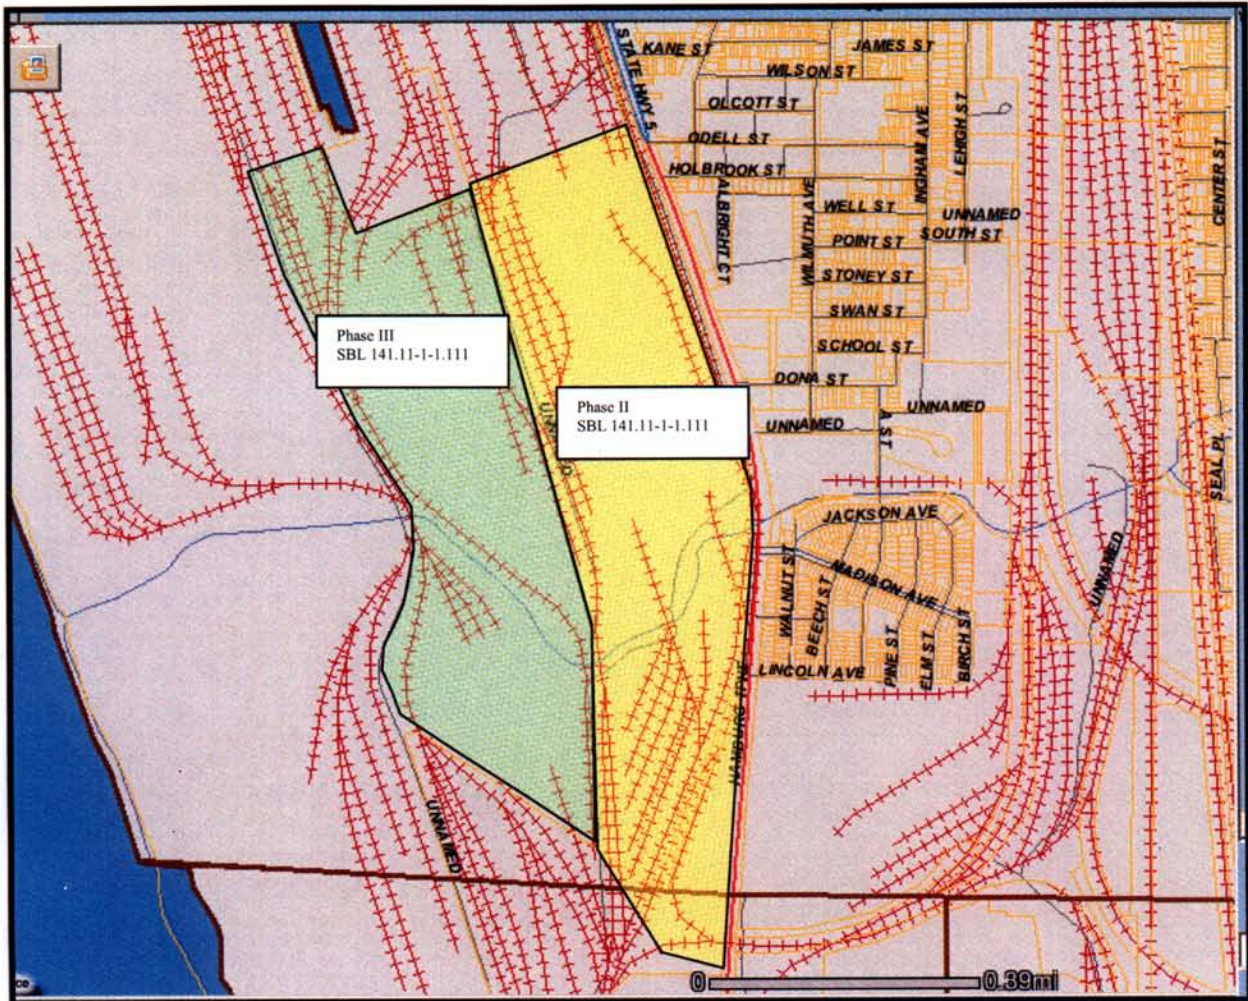 STATE HWY 5
KANE ST
JAMES ST
WILSON ST
OLCOTT ST
ODELL ST
HOLBROOK ST
ALBRIGHT CT
WILMUTH AVE
INGHAM AVE
LEHIGH ST
CENTER ST
WELL ST
UNNAMED
SOUTH ST
POINT ST
STONEY ST
SWAN ST
SCHOOL ST
DONA ST
UNNAMED
UNNAMED
A ST
SEAL PL
Phase III
SBL 141.11-1-1.111
Phase II
SBL 141.11-1-1.111
JACKSON AVE
MADISON AVE
WALNUT ST
BEECH ST
PINE ST
ELM ST
BIRCH ST
LINCOLN AVE
UNNAMED
HAMBURG TPKE
UNNAMED
0
0.39mi
ce